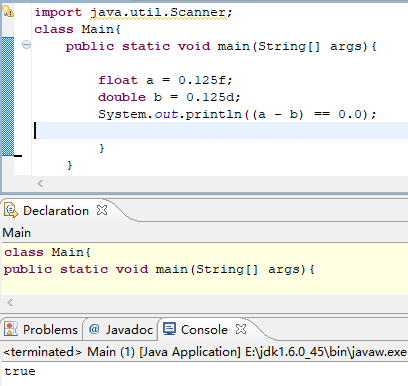 import java.util.Scanner;
class Main{
public static void main(String[] args){
float a = 0.125f;
double b = 0.125d;
System.out.println((a - b) == 0.0);
}
}
Declaration
Main
class Main{
public static void main(String[] args){
Problems @ Javadoc Console
<terminated> Main (1) [Java Application] E:\jdk1.6.0_45\bin\javaw.exe
true